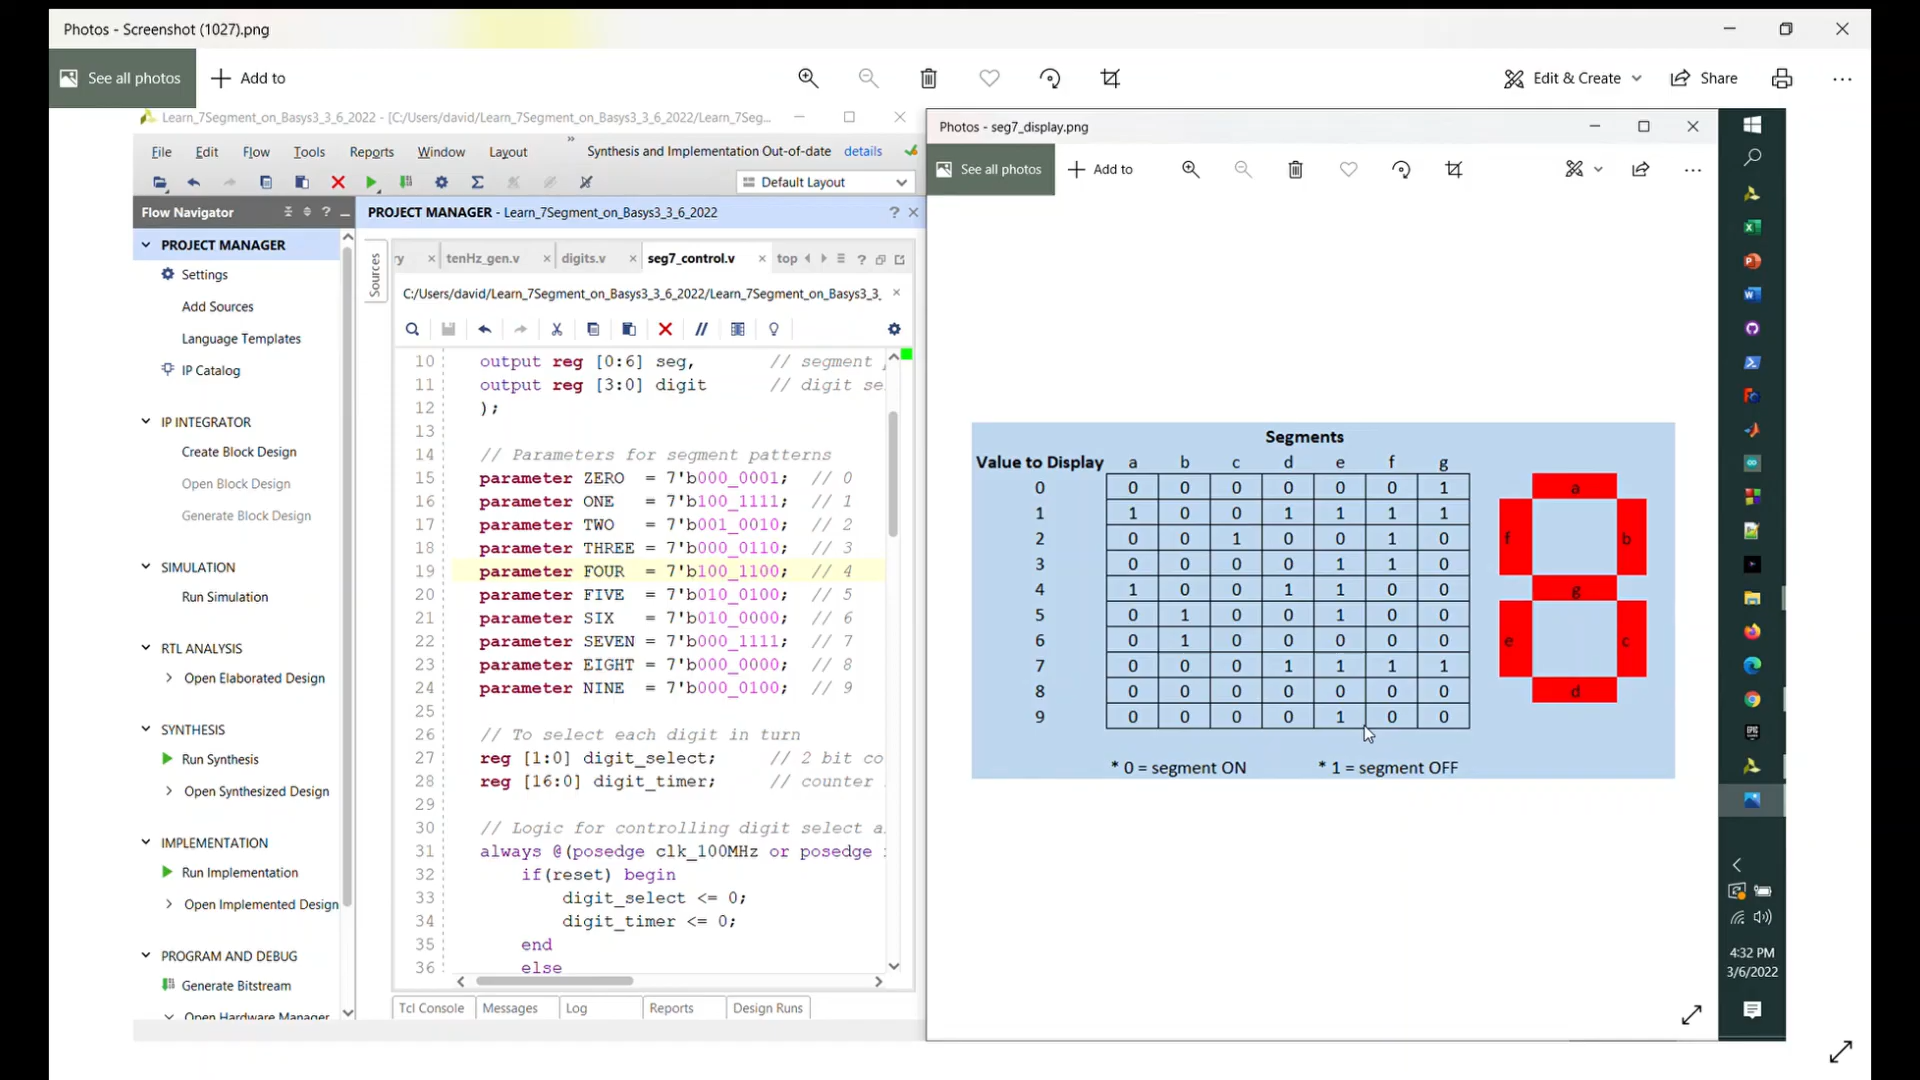 Photos - Screenshot (1027).png
See all photos
Add to
Edit & Create
Share
Learn_7Segment_on_Basys3_3_6_2022 - [C:/Users/david/Learn_7Segment_on_Basys3_3_6_2022/Learn_7Seg...
File Edit Flow Tools Reports Window Layout
Synthesis and Implementation Out-of-date details
Default Layout
Flow Navigator
PROJECT MANAGER
Settings
Add Sources
Language Templates
IP Catalog
IP INTEGRATOR
Create Block Design
Open Block Design
Generate Block Design
SIMULATION
Run Simulation
RTL ANALYSIS
Open Elaborated Design
SYNTHESIS
Run Synthesis
Open Synthesized Design
IMPLEMENTATION
Run Implementation
Open Implemented Design
PROGRAM AND DEBUG
Generate Bitstream
Open Hardware Manager
PROJECT MANAGER - Learn_7Segment_on_Basys3_3_6_2022
Sources
ry tenHz_gen.v digits.v seg7_control.v top
C:/Users/david/Learn_7Segment_on_Basys3_3_6_2022/Learn_7Segment_on_Basys3_3_
10 output reg [0:6] seg, // segment
11 output reg [3:0] digit // digit se
12 );
13
14 // Parameters for segment patterns
15 parameter ZERO = 7'b000_0001; // 0
16 parameter ONE = 7'b100_1111; // 1
17 parameter TWO = 7'b001_0010; // 2
18 parameter THREE = 7'b000_0110; // 3
19 parameter FOUR = 7'b100_1100; // 4
20 parameter FIVE = 7'b010_0100; // 5
21 parameter SIX = 7'b010_0000; // 6
22 parameter SEVEN = 7'b000_1111; // 7
23 parameter EIGHT = 7'b000_0000; // 8
24 parameter NINE = 7'b000_0100; // 9
25
26 // To select each digit in turn
27 reg [1:0] digit_select; // 2 bit co
28 reg [16:0] digit_timer; // counter
29
30 // Logic for controlling digit select a
31 always @(posedge clk_100MHz or posedge
32 if(reset) begin
33 digit_select <= 0;
34 digit_timer <= 0;
35 end
36 else
Tcl Console Messages Log Reports Design Runs
Photos - seg7_display.png
See all photos
Add to
Segments
Value to Display a b c d e f g
0 0 0 0 0 0 0 1
1 1 0 0 1 1 1 1
2 0 0 1 0 0 1 0
3 0 0 0 0 1 1 0
4 1 0 0 1 1 0 0
5 0 1 0 0 1 0 0
6 0 1 0 0 0 0 0
7 0 0 0 1 1 1 1
8 0 0 0 0 0 0 0
9 0 0 0 0 1 0 0
* 0 = segment ON * 1 = segment OFF
a
f b
g
e c
d
4:32 PM
3/6/2022